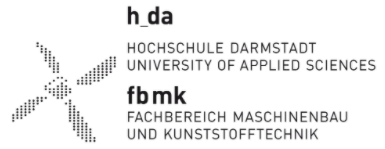 h_da
HOCHSCHULE DARMSTADT
UNIVERSITY OF APPLIED SCIENCES
fbmk
FACHBEREICH MASCHINENBAU
UND KUNSTSTOFFTECHNIK